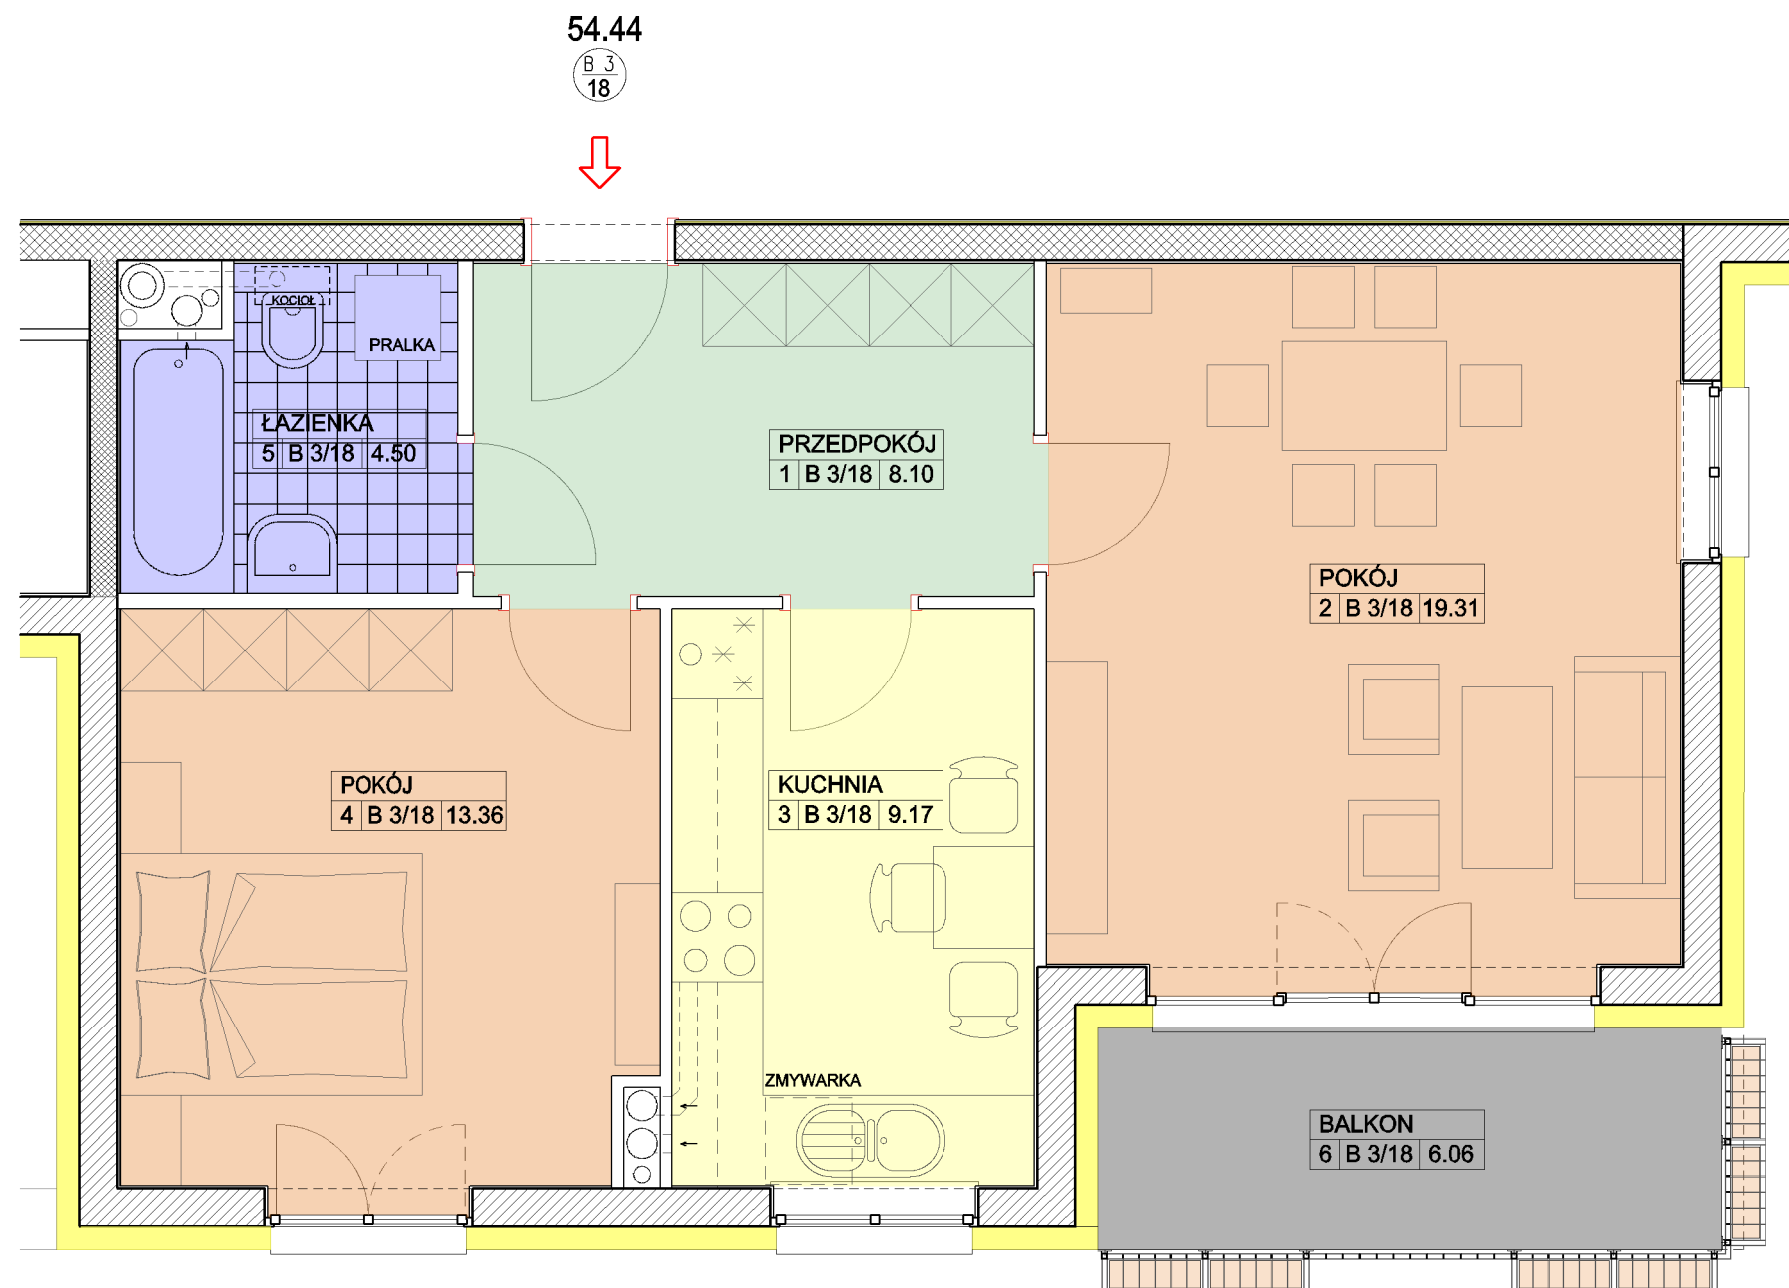 54.44
B 3
18
KOCIOŁ
PRALKA
ŁAZIENKA
5 B 3/18 4.50
PRZEDPOKÓJ
1 B 3/18 8.10
POKÓJ
2 B 3/18 19.31
POKÓJ
4 B 3/18 13.36
KUCHNIA
3 B 3/18 9.17
ZMYWARKA
BALKON
6 B 3/18 6.06